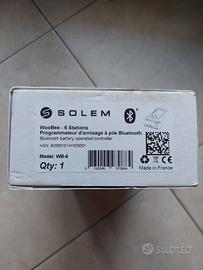 SOLEM
WooBee - 6 Stations
Programmateur d'arrosage à pile Bluetooth
Bluetooth battery operated controller
Model: WB-6
Qty: 1
Made in France
subito